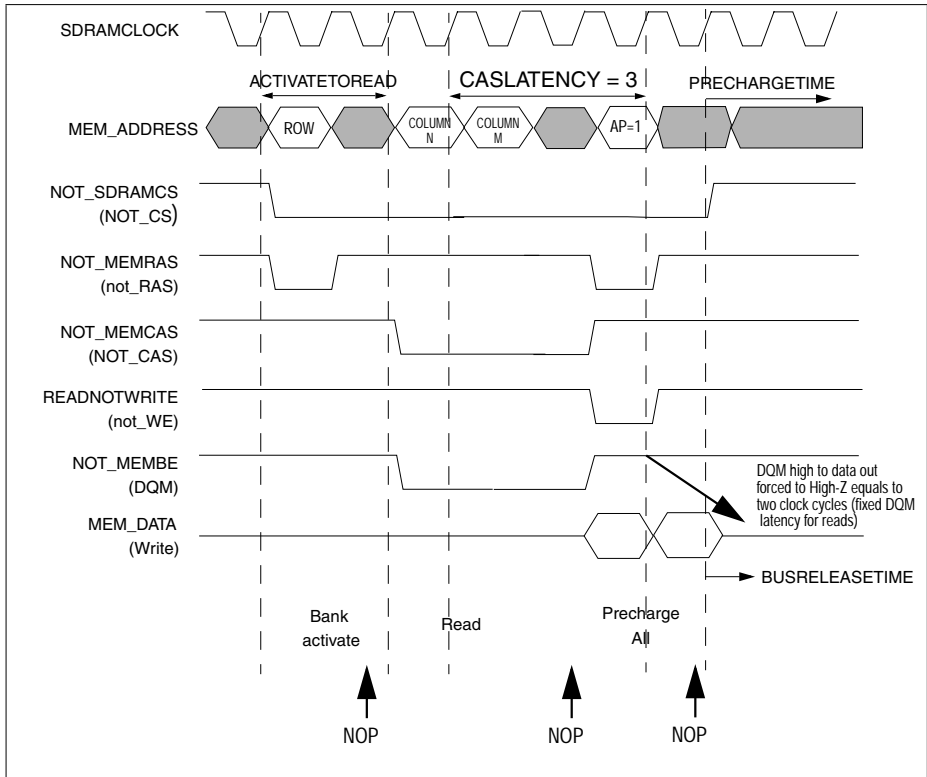 SDRAMCLOCK
ACTIVATETOREAD
CASLATENCY = 3
PRECHARGETIME
MEM_ADDRESS
ROW
COLUMN
N
COLUMN
M
AP=1
NOT_SDRAMCS
(NOT_CS)
NOT_MEMRAS
(not_RAS)
NOT_MEMCAS
(NOT_CAS)
READNOTWRITE
(not_WE)
NOT_MEMBE
(DQM)
DQM high to data out
forced to High-Z equals to
two clock cycles (fixed DQM
latency for reads)
MEM_DATA
(Write)
BUSRELEASETIME
Bank
activate
Read
Precharge
All
NOP
NOP
NOP